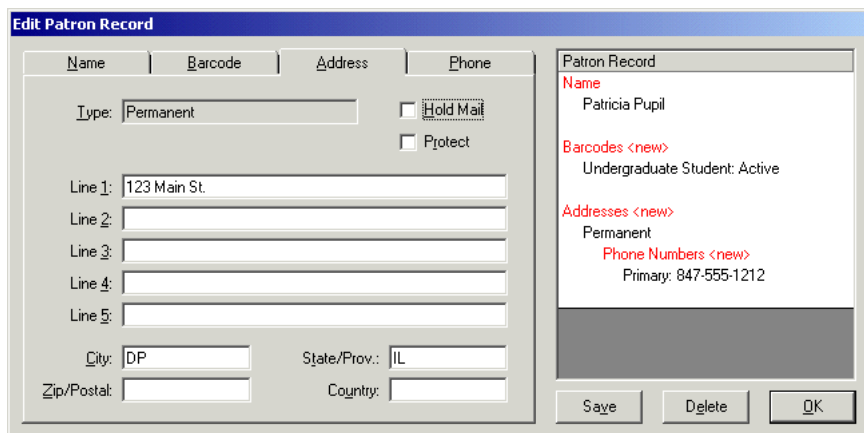 Edit Patron Record
Name Barcode Address Phone
Type: Permanent
Hold Mail
Protect
Line 1: 123 Main St.
Line 2:
Line 3:
Line 4:
Line 5:
City: DP State/Prov.: IL
Zip/Postal: Country:
Patron Record
Name
Patricia Pupil
Barcodes <new>
Undergraduate Student: Active
Addresses <new>
Permanent
Phone Numbers <new>
Primary: 847-555-1212
Save Delete OK